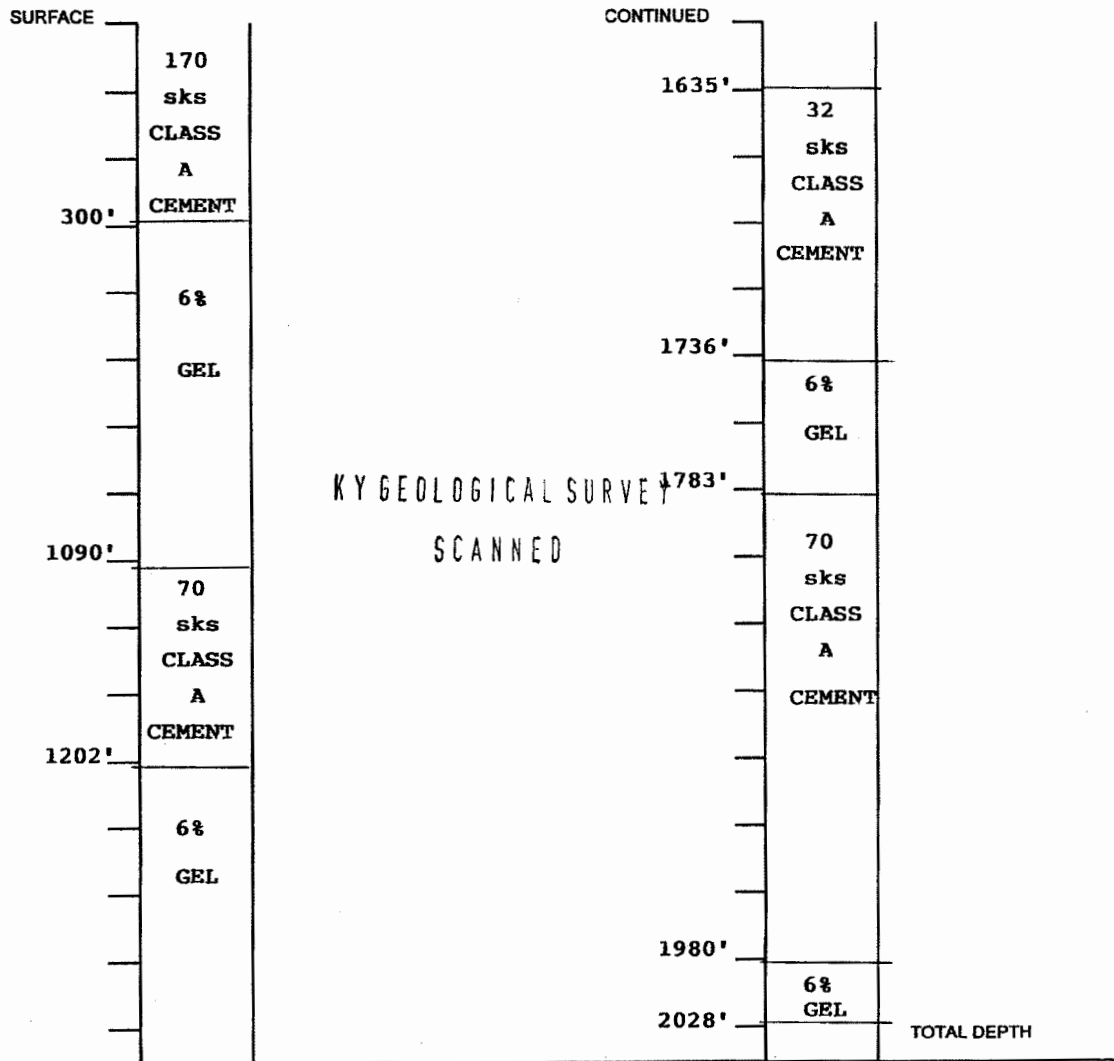 SURFACE
170
sks
CLASS
A
CEMENT
300'
6%
GEL
1090'
70
sks
CLASS
A
CEMENT
1202'
6%
GEL
KY GEOLOGICAL SURVEY
SCANNED
CONTINUED
1635'
32
sks
CLASS
A
CEMENT
1736'
6%
GEL
1783'
70
sks
CLASS
A
CEMENT
1980'
6%
GEL
2028'
TOTAL DEPTH